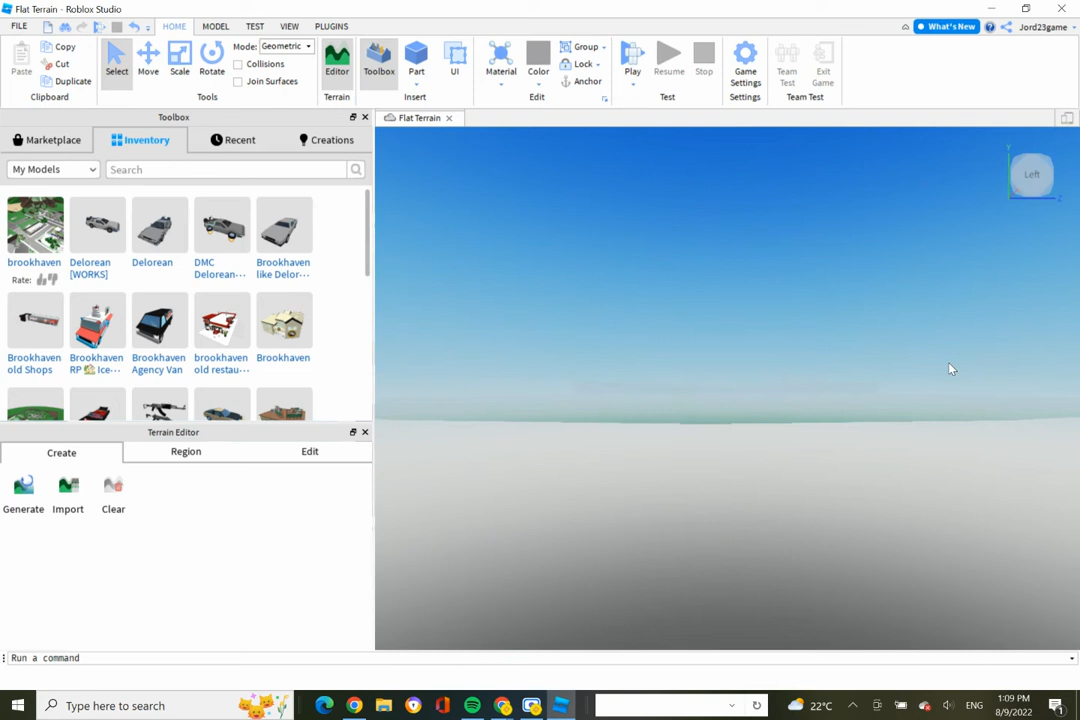 Flat Terrain - Roblox Studio
FILE HOME MODEL TEST VIEW PLUGINS What's New Jord23game
Paste Copy Cut Duplicate Clipboard
Select Move Scale Rotate Mode: Geometric Collisions Join Surfaces Tools
Editor Terrain
Toolbox Part UI Insert
Material Color Group Lock Anchor Edit
Play Resume Stop Test
Game Settings Settings
Team Test Exit Game Team Test
Toolbox
Flat Terrain
Marketplace Inventory Recent Creations
My Models Search
brookhaven
Rate:
Delorean [WORKS]
Delorean
DMC Delorean···
Brookhaven like Delor···
Brookhaven old Shops
Brookhaven RP 🏡 Ice···
Brookhaven Agency Van
brookhaven old restau···
Brookhaven
Terrain Editor
Create Region Edit
Generate Import Clear
Left
Y
Z
Run a command
Type here to search
22°C
ENG
1:09 PM
8/9/2022
1